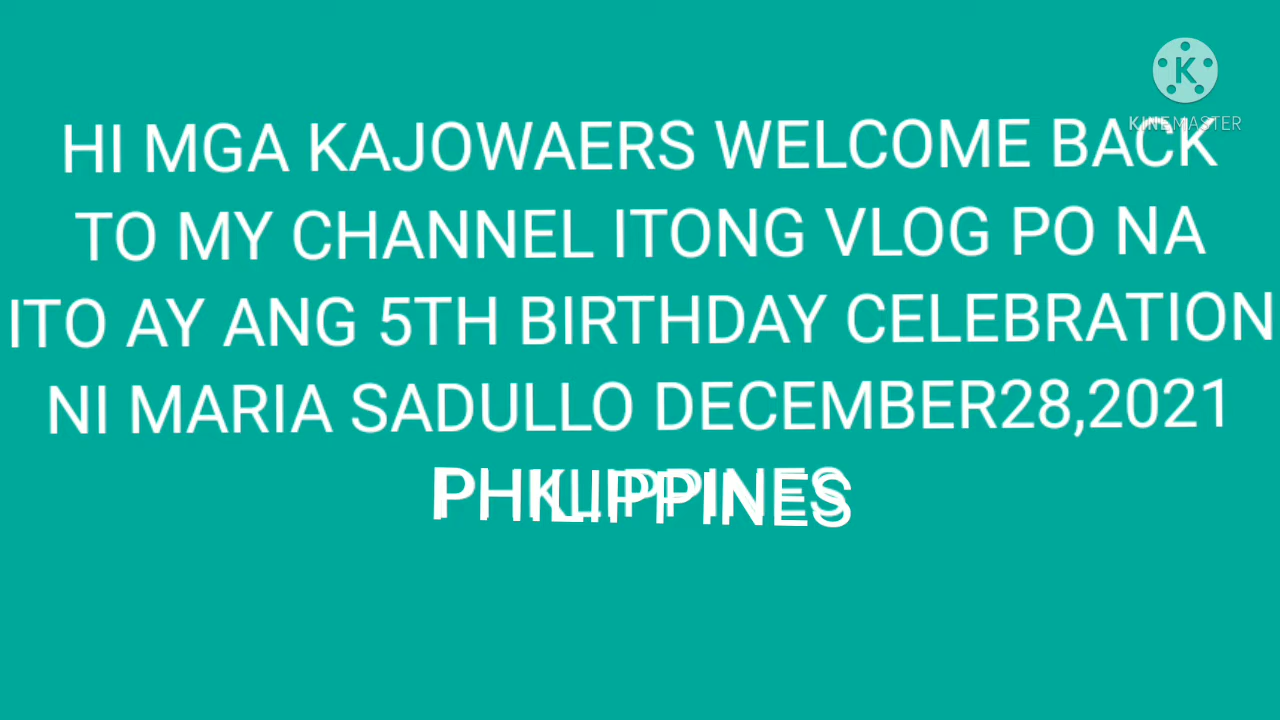 KINEMASTER
HI MGA KAJOWAERS WELCOME BACK
TO MY CHANNEL ITONG VLOG PO NA
ITO AY ANG 5TH BIRTHDAY CELEBRATION
NI MARIA SADULLO DECEMBER28,2021